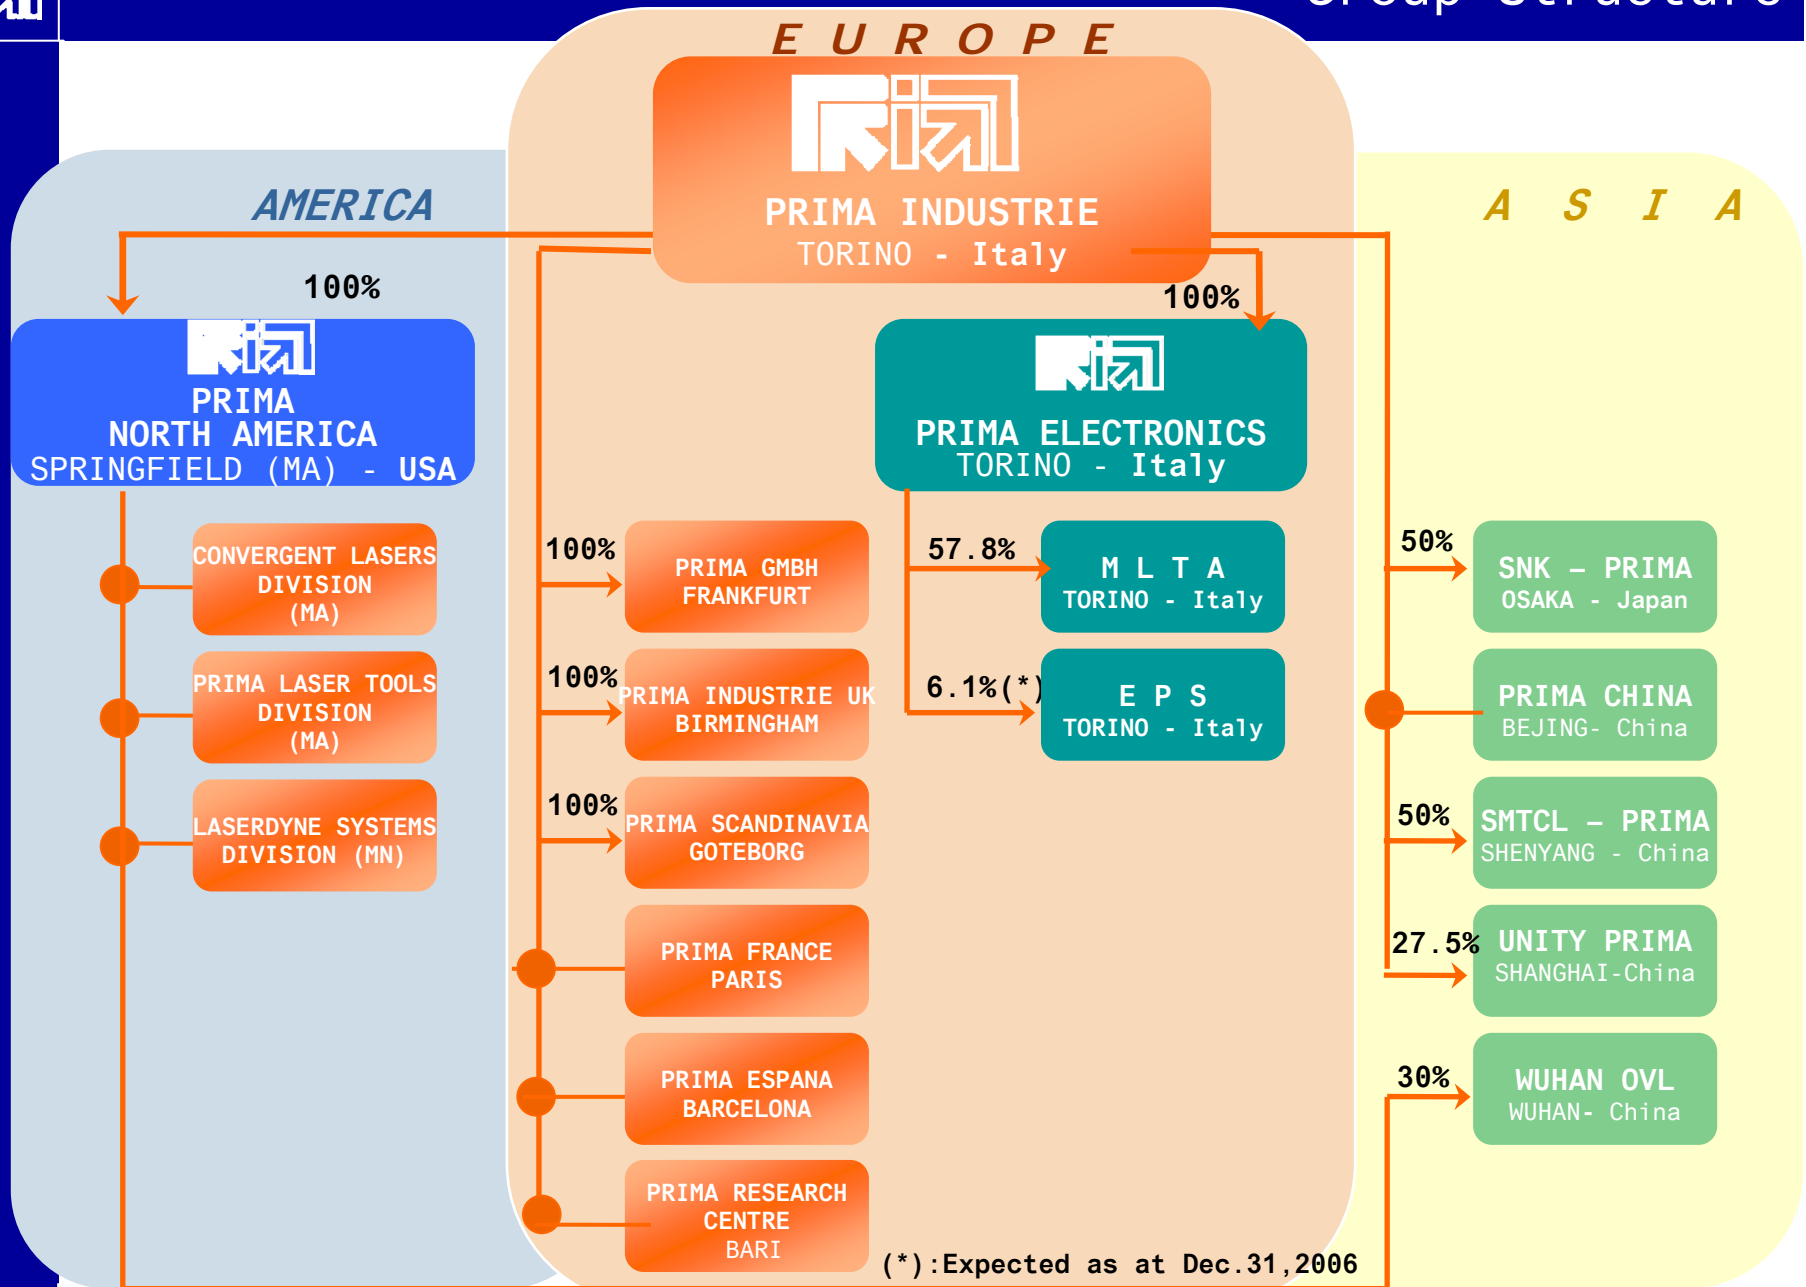 Group Structure
E U R O P E
PRIMA INDUSTRIE
TORINO - Italy
AMERICA
A S I A
100%
100%
PRIMA
NORTH AMERICA
SPRINGFIELD (MA) - USA
PRIMA ELECTRONICS
TORINO - Italy
CONVERGENT LASERS
DIVISION
(MA)
PRIMA LASER TOOLS
DIVISION
(MA)
LASERDYNE SYSTEMS
DIVISION (MN)
100%
PRIMA GMBH
FRANKFURT
100%
PRIMA INDUSTRIE UK
BIRMINGHAM
100%
PRIMA SCANDINAVIA
GOTEBORG
PRIMA FRANCE
PARIS
PRIMA ESPANA
BARCELONA
PRIMA RESEARCH
CENTRE
BARI
57.8%
M L T A
TORINO - Italy
6.1%(*)
E P S
TORINO - Italy
50%
SNK – PRIMA
OSAKA - Japan
PRIMA CHINA
BEJING- China
50%
SMTCL – PRIMA
SHENYANG - China
27.5%
UNITY PRIMA
SHANGHAI-China
30%
WUHAN OVL
WUHAN- China
(*):Expected as at Dec.31,2006